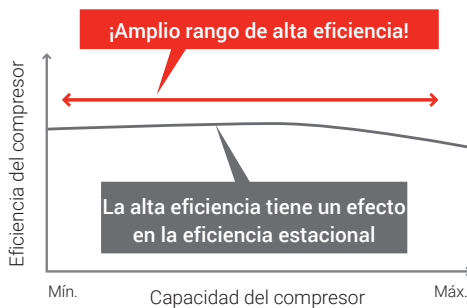 ¡Amplio rango de alta eficiencia!
Eficiencia del compresor
La alta eficiencia tiene un efecto
en la eficiencia estacional
Mín.
Capacidad del compresor
Máx.